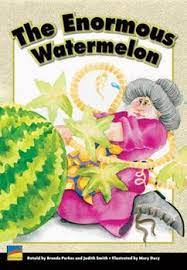 The Enormous
Watermelon
Retold by Brenda Parkes and Judith Smith • Illustrated by Mary Davy